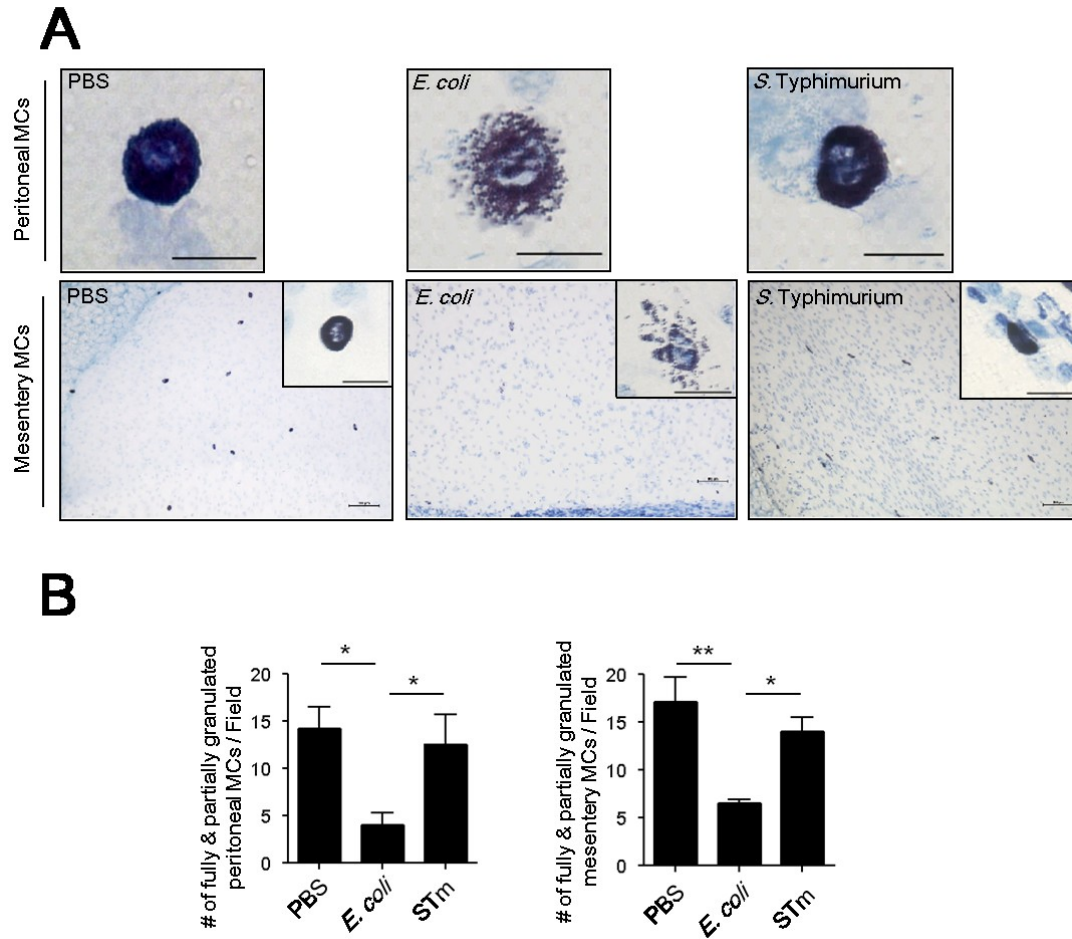 A
Peritoneal MCs
PBS
E. coli
S. Typhimurium
Mesentery MCs
PBS
E. coli
S. Typhimurium
B
# of fully & partially granulated
peritoneal MCs / Field
20
15
10
5
0
*
*
PBS
E. coli
STm
# of fully & partially granulated
mesentery MCs / Field
20
15
10
5
0
**
*
PBS
E. coli
STm